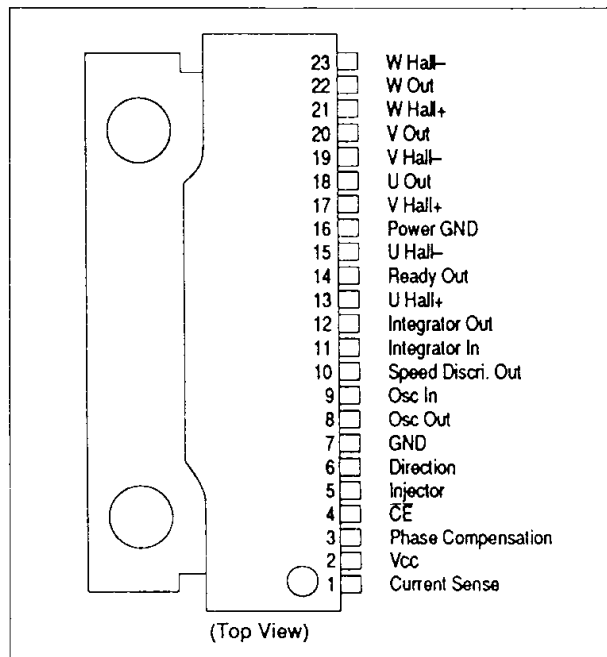 23 W Hall–
22 W Out
21 W Hall+
20 V Out
19 V Hall–
18 U Out
17 V Hall+
16 Power GND
15 U Hall–
14 Ready Out
13 U Hall+
12 Integrator Out
11 Integrator In
10 Speed Discri. Out
9 Osc In
8 Osc Out
7 GND
6 Direction
5 Injector
4 C̅E̅
3 Phase Compensation
2 Vcc
1 Current Sense
(Top View)